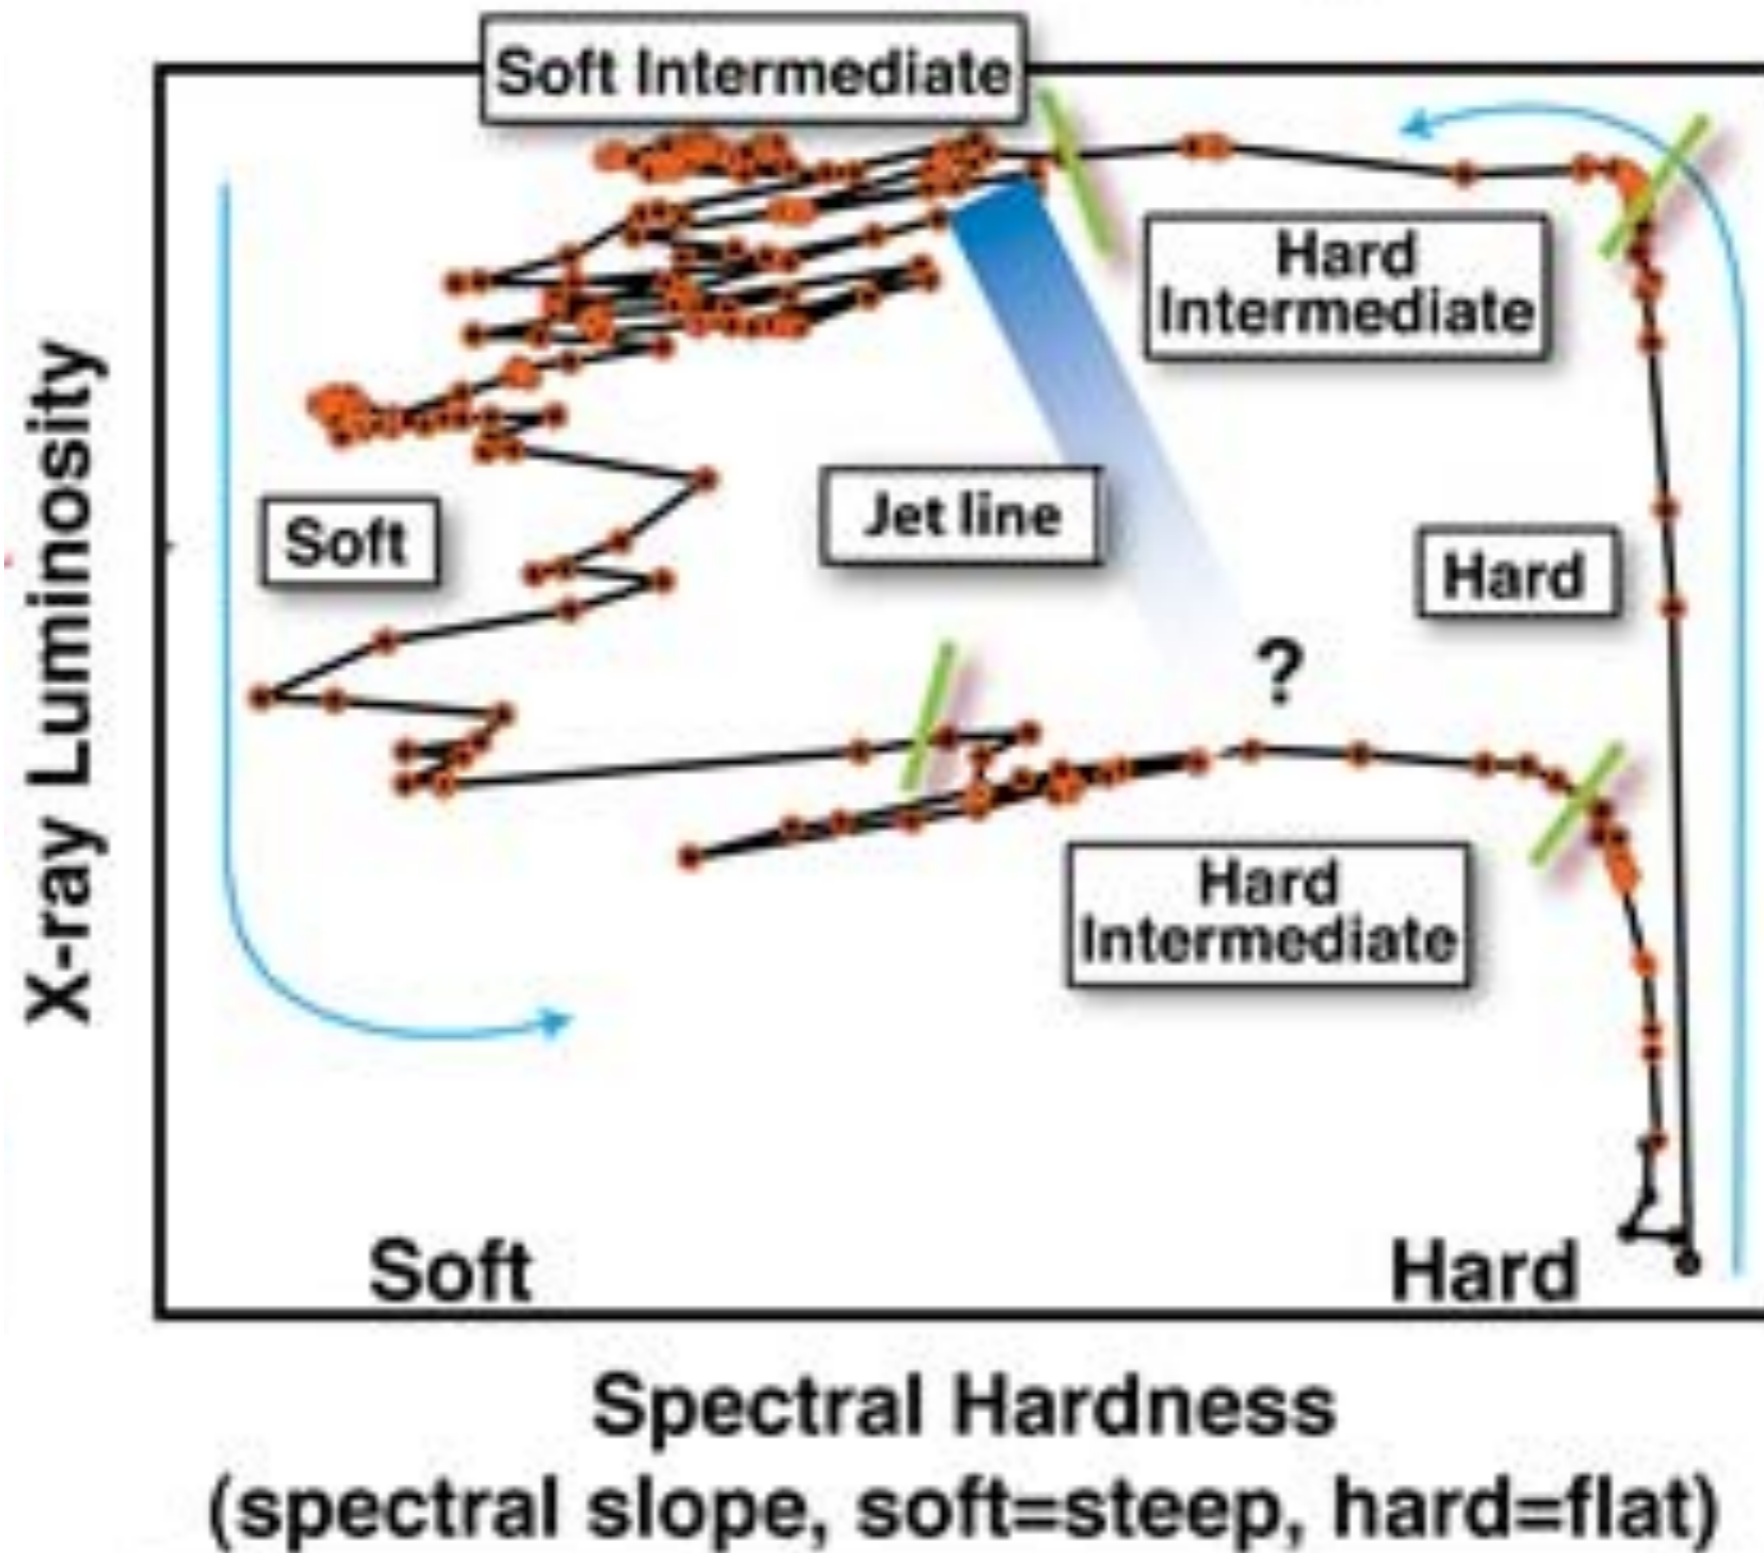 Soft Intermediate
Hard
Intermediate
X-ray Luminosity
Soft
Jet line
Hard
?
Hard
Intermediate
Soft
Hard
Spectral Hardness
(spectral slope, soft=steep, hard=flat)